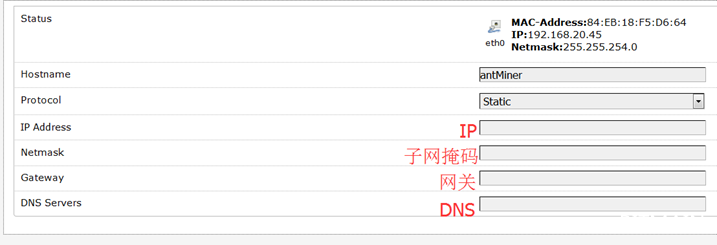 Status
MAC-Address:84:EB:18:F5:D6:64
IP:192.168.20.45
Netmask:255.255.254.0
eth0
Hostname antMiner
Protocol Static
IP Address IP
Netmask 子网掩码
Gateway 网关
DNS Servers DNS